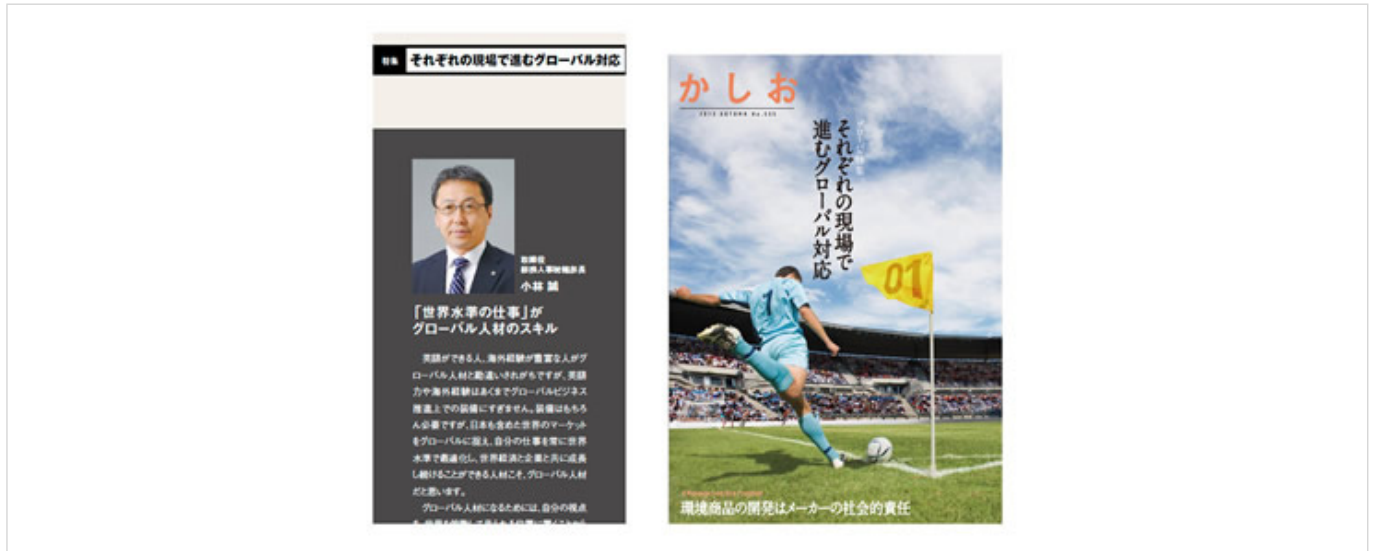 特集 それぞれの現場で進むグローバル対応
取締役
小林 誠
「世界水準の仕事」が
グローバル人材のスキル
英語ができる人、海外経験が豊富な人がグ
ローバル人材と勘違いされがちですが、英語
力や海外経験はあくまでグローバルビジネス
推進上での装備にすぎません。装備はもちろ
ん必要ですが、日本も含めた世界のマーケット
をグローバルに捉え、自分の仕事を常に世界
水準で最適化し、世界経済と企業と共に成長
し続けることができる人材こそ、グローバル人材
だと思います。
グローバル人材になるためには、自分の視点
かしお
それぞれの現場で
進むグローバル対応
01
1
環境商品の開発はメーカーの社会的責任